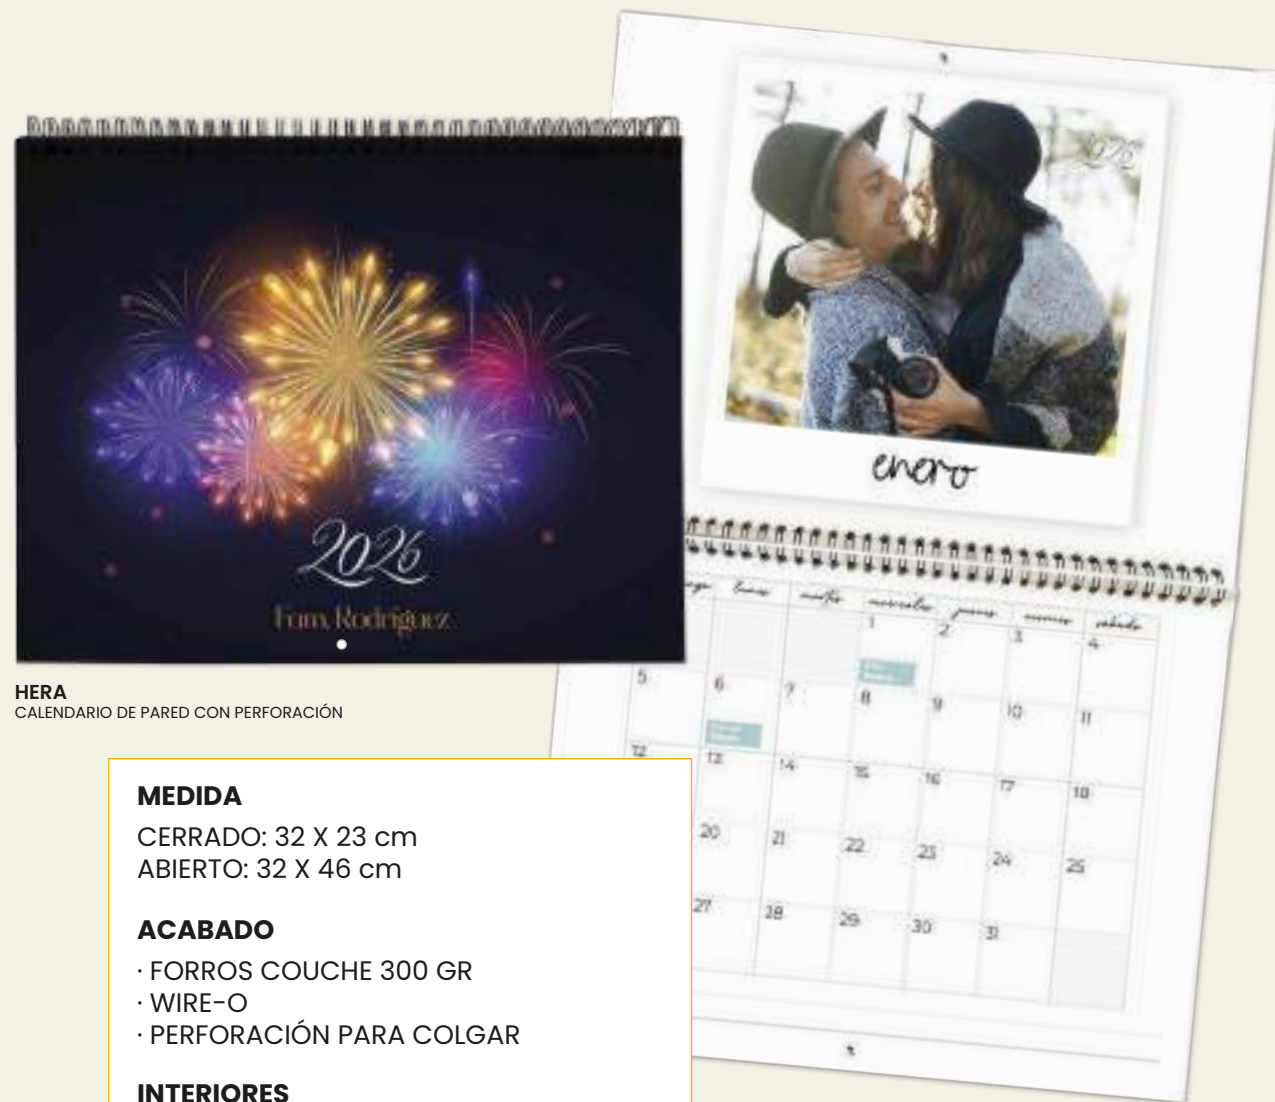 2026
Fam. Rodríguez
HERA
CALENDARIO DE PARED CON PERFORACIÓN
MEDIDA
CERRADO: 32 X 23 cm
ABIERTO: 32 X 46 cm
ACABADO
· FORROS COUCHE 300 GR
· WIRE-O
· PERFORACIÓN PARA COLGAR
INTERIORES
2026
enero
lunes martes miercoles jueves viernes sábado
1 2 3 4
5 6 7 8 9 10 11
12 13 14 15 16 17 18
20 21 22 23 24 25
27 28 29 30 31